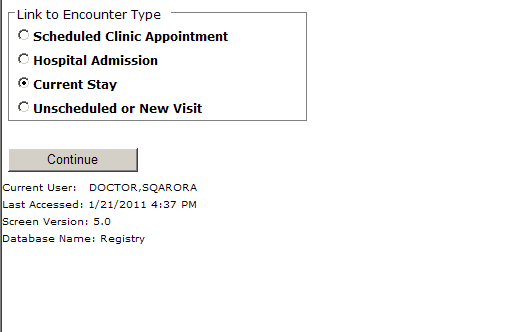 Link to Encounter Type
Scheduled Clinic Appointment
Hospital Admission
Current Stay
Unscheduled or New Visit
Continue
Current User: DOCTOR,SQARORA
Last Accessed: 1/21/2011 4:37 PM
Screen Version: 5.0
Database Name: Registry